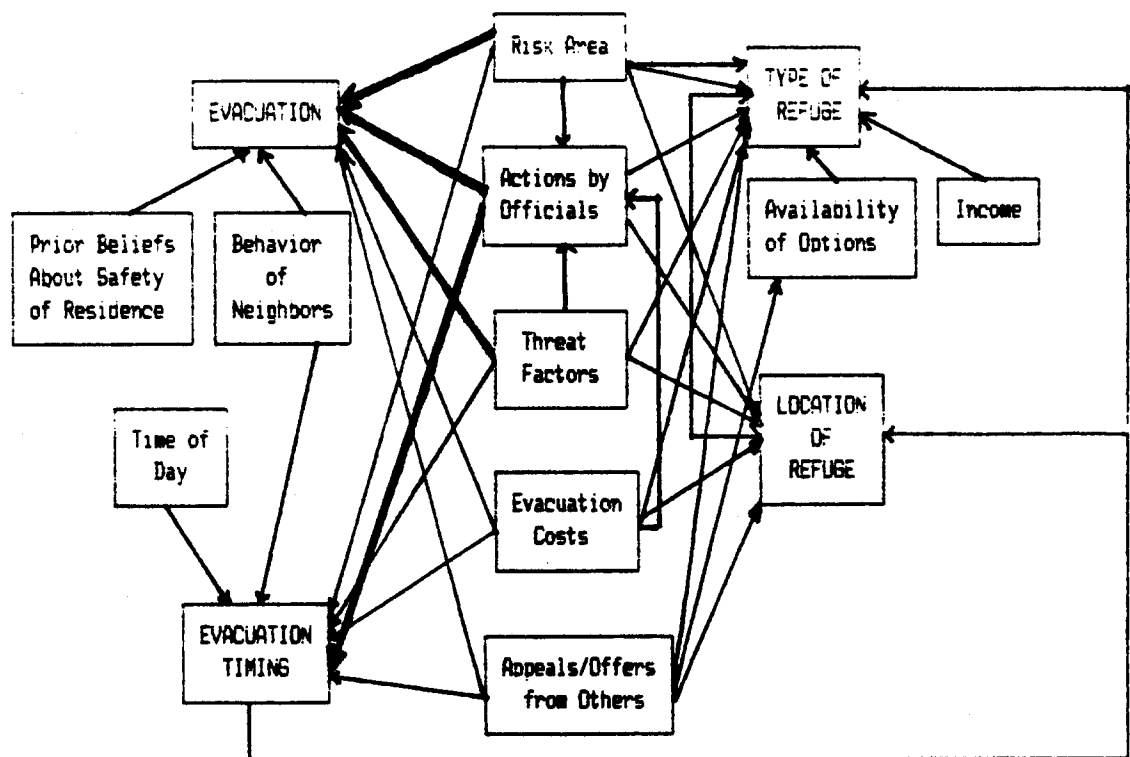 Risk Area
TYPE OF
REFUGE
EVACUATION
Actions by
Officials
Availability
of Options
Income
Prior Beliefs
About Safety
of Residence
Behavior
of
Neighbors
Threat
Factors
LOCATION
OF
REFUGE
Time of
Day
Evacuation
Costs
EVACUATION
TIMING
Appeals/Offers
from Others